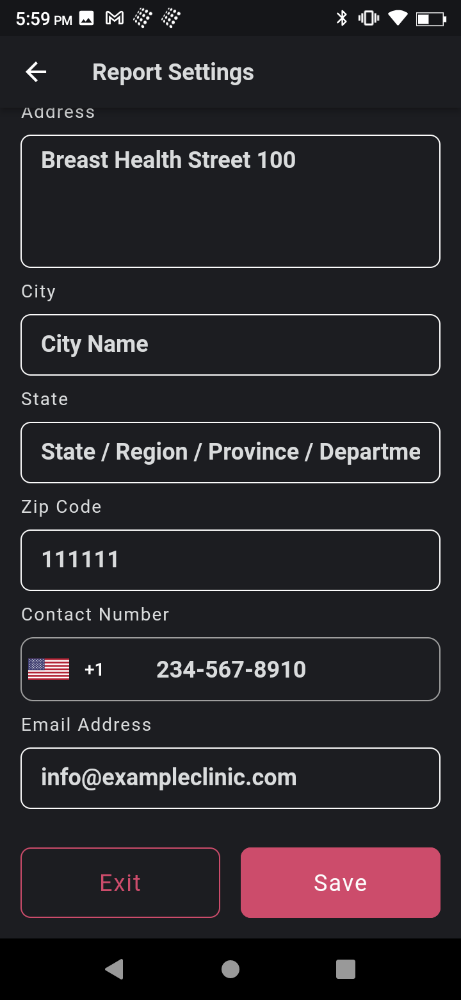 5:59 PM
Report Settings
Address
Breast Health Street 100
City
City Name
State
State / Region / Province / Departme
Zip Code
111111
Contact Number
+1 234-567-8910
Email Address
info@exampleclinic.com
Exit Save